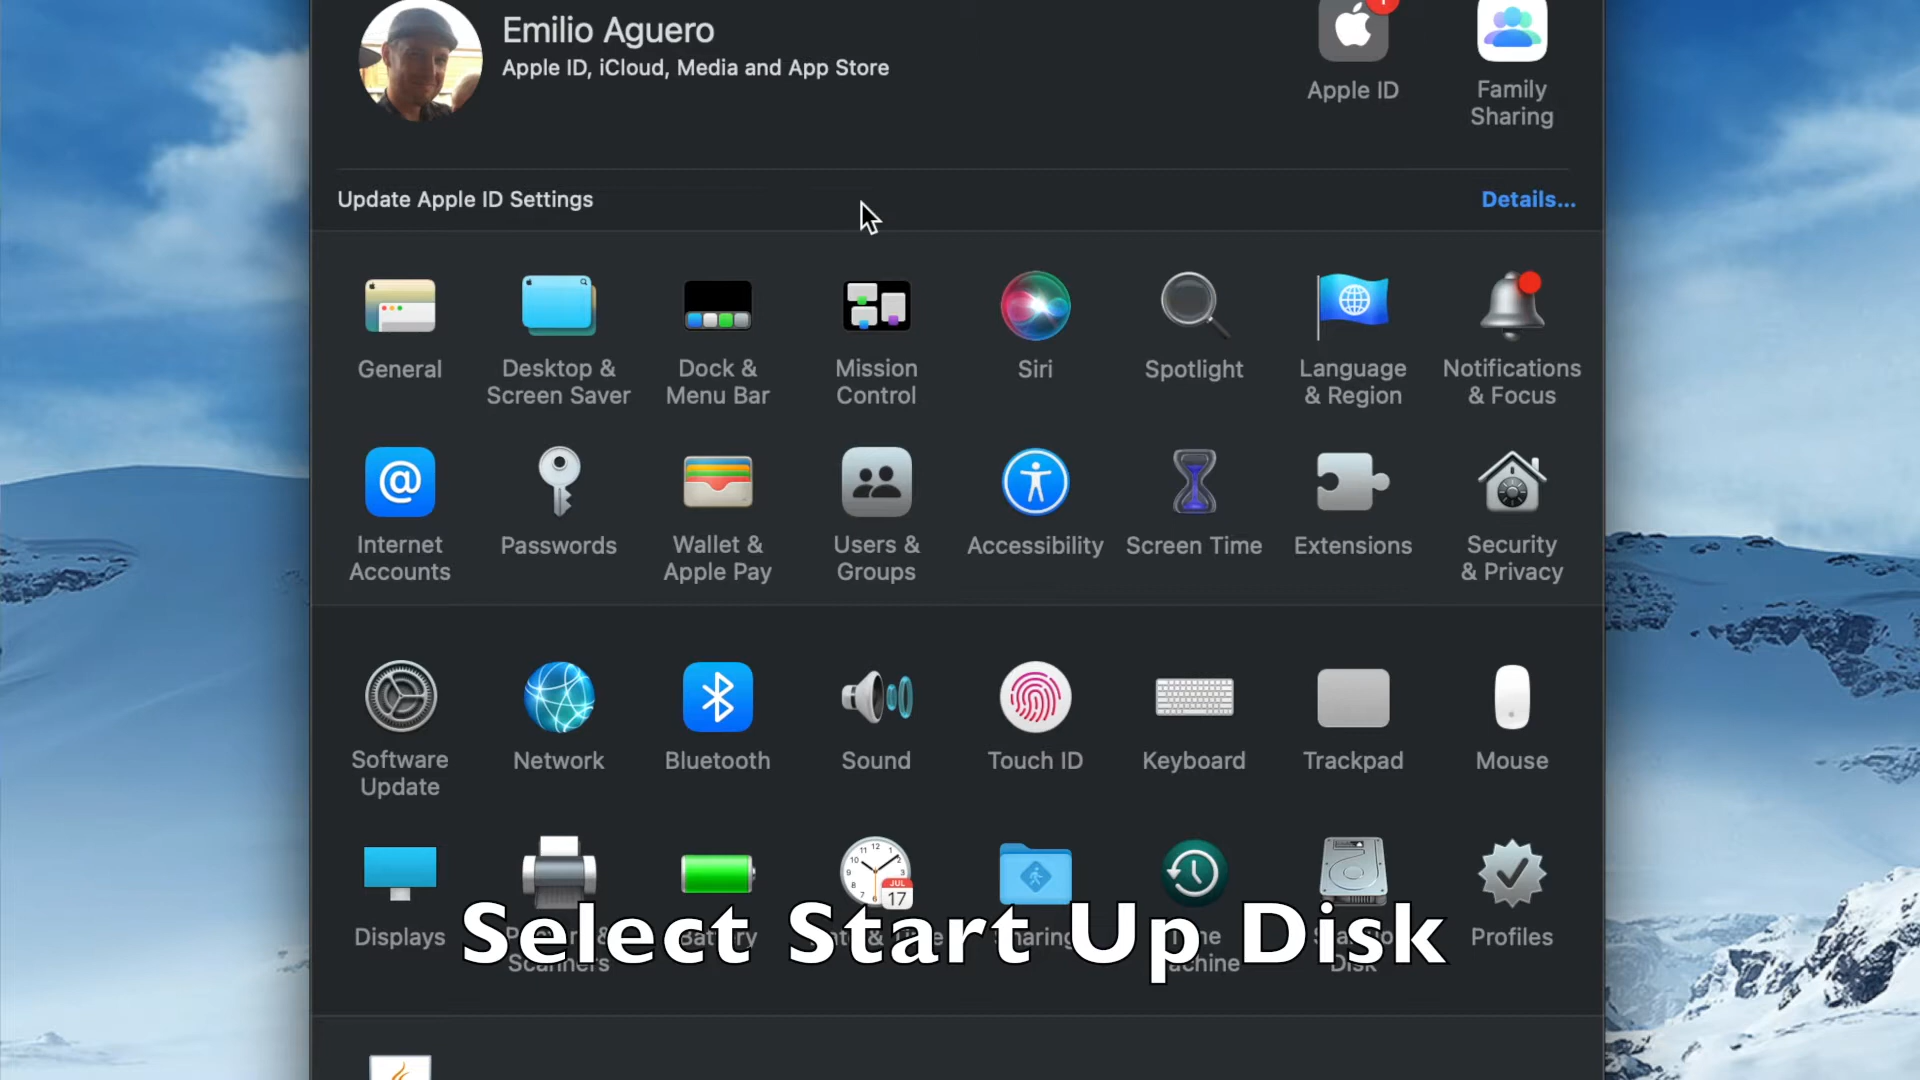 Emilio Aguero
Apple ID, iCloud, Media and App Store
Apple ID
Family
Sharing
Update Apple ID Settings
Details...
General
Desktop &
Screen Saver
Dock &
Menu Bar
Mission
Control
Siri
Spotlight
Language
& Region
Notifications
& Focus
Internet
Accounts
Passwords
Wallet &
Apple Pay
Users &
Groups
Accessibility
Screen Time
Extensions
Security
& Privacy
Software
Update
Network
Bluetooth
Sound
Touch ID
Keyboard
Trackpad
Mouse
JUL
17
Displays
Scanners
Profiles
Select Start Up Disk